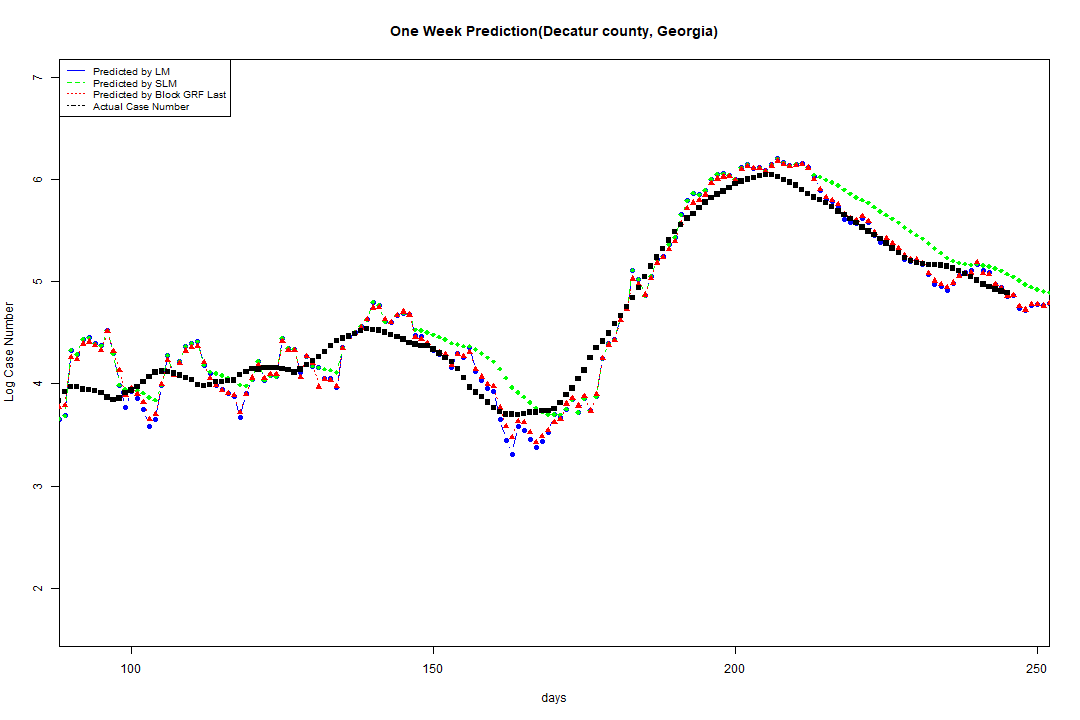 One Week Prediction(Decatur county, Georgia)
Predicted by LM
Predicted by SLM
Predicted by Block GRF Last
Actual Case Number
7
6
5
4
3
2
Log Case Number
100 150 200 250
days